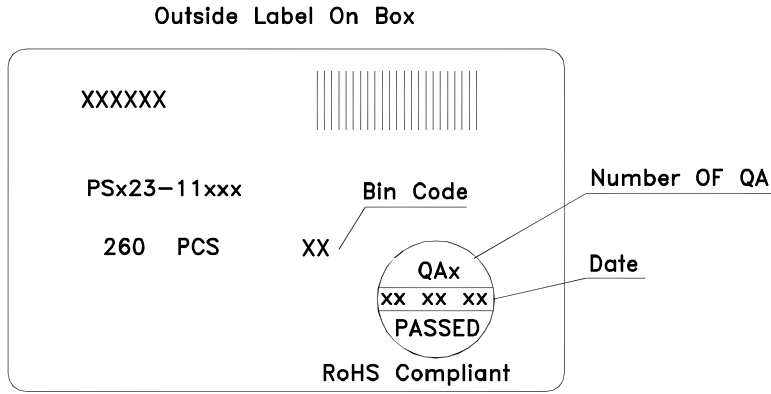 Outside Label On Box
XXXXXX
PSx23-11xxx
Bin Code
Number OF QA
260 PCS
XX
QAx
Date
xx xx xx
PASSED
RoHS Compliant